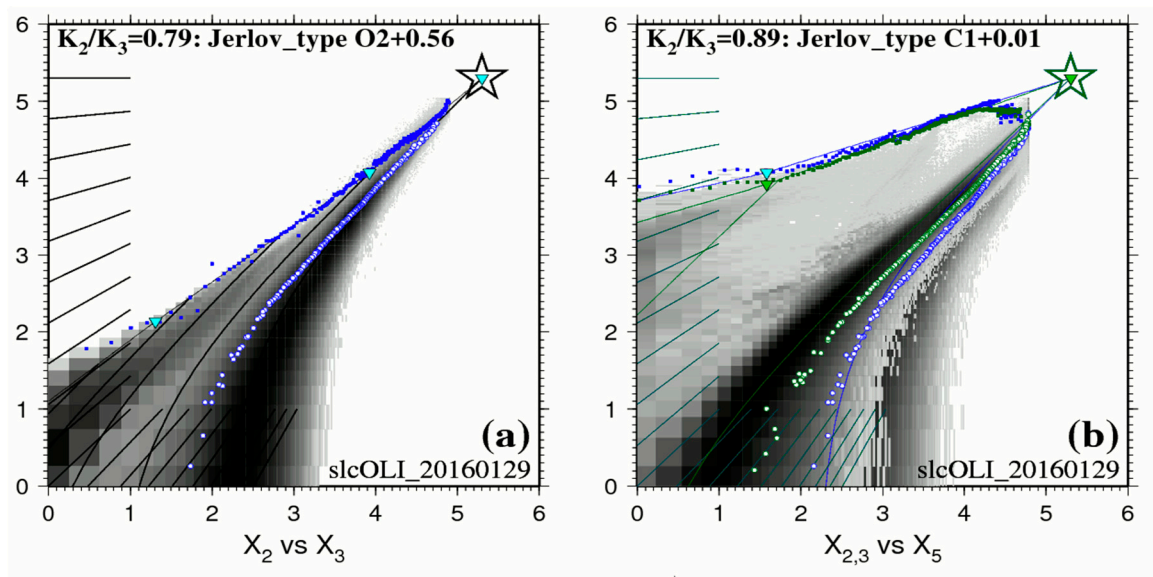 K2/K3=0.79: Jerlov_type O2+0.56
6
5
4
3
2
1
0
(a)
slcOLI_20160129
0 1 2 3 4 5 6
X2 vs X3
K2/K3=0.89: Jerlov_type C1+0.01
6
5
4
3
2
1
0
(b)
slcOLI_20160129
0 1 2 3 4 5 6
X2,3 vs X5